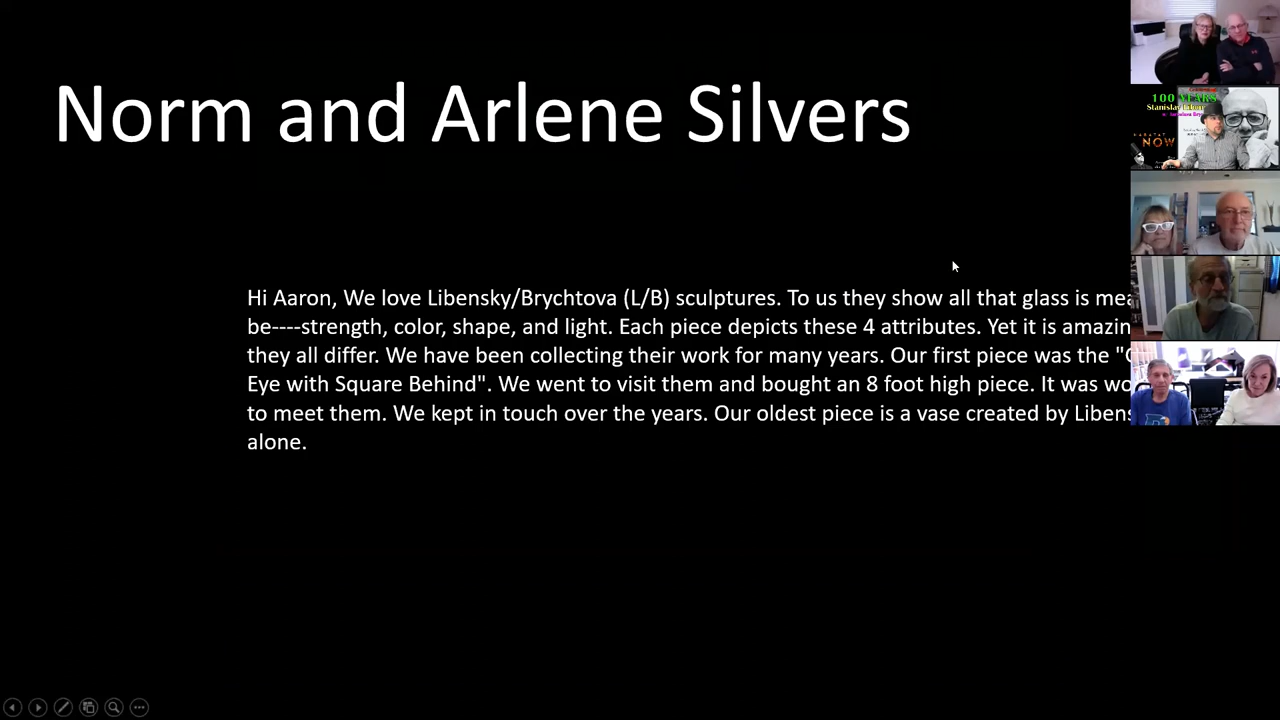 Norm and Arlene Silvers
Hi Aaron, We love Libensky/Brychtova (L/B) sculptures. To us they show all that glass is
be----strength, color, shape, and light. Each piece depicts these 4 attributes. Yet it is
they all differ. We have been collecting their work for many years. Our first piece was the
Eye with Square Behind". We went to visit them and bought an 8 foot high piece. It was
to meet them. We kept in touch over the years. Our oldest piece is a vase created by
alone.
100 YEARS
NOW